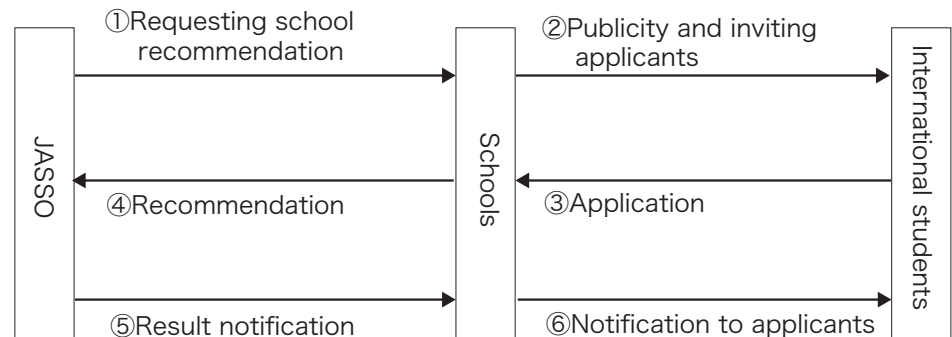 ①Requesting school
recommendation
②Publicity and inviting
applicants
JASSO
Schools
International students
④Recommendation
③Application
⑤Result notification
⑥Notification to applicants